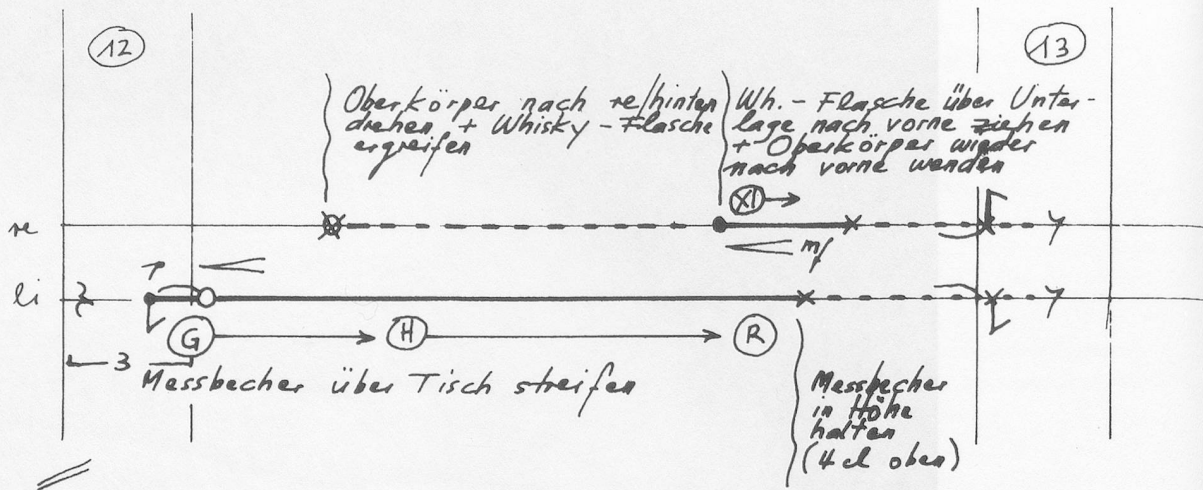 12
13
Oberkörper nach re/hinten
drehen + Whisky-Flasche
ergreifen
Wh.-Flasche über Unter-
lage nach vorne ziehen
+ Oberkörper wieder
nach vorne wenden
XI
re
mf
p
li
G
H
R
3
Messbecher über Tisch streifen
Messbecher
in Höhe
halten
(4 cl oben)